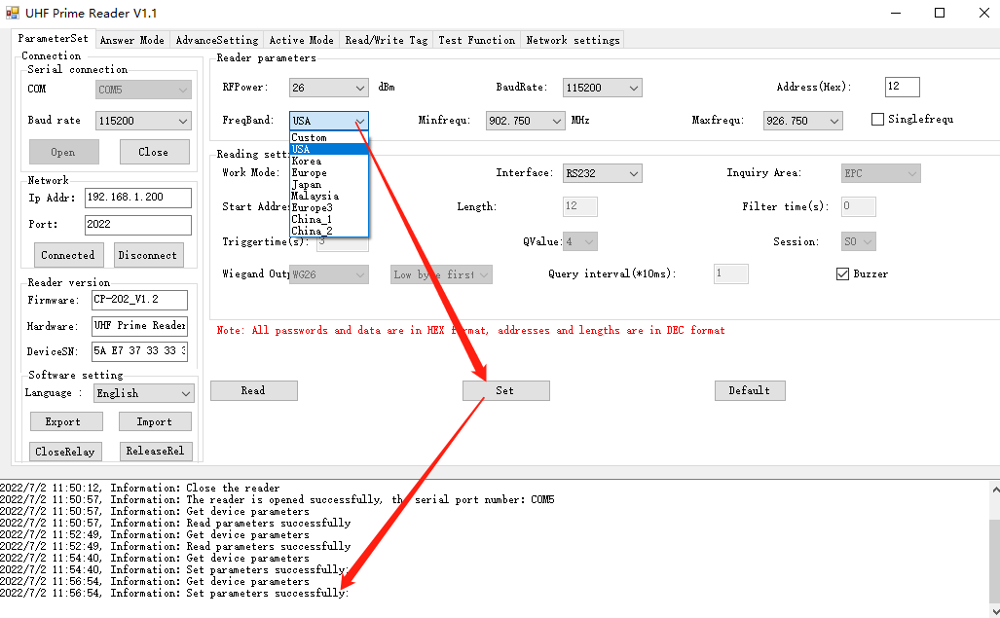 UHF Prime Reader V1.1
ParameterSet Answer Mode AdvanceSetting Active Mode Read/Write Tag Test Function Network settings
Connection
Serial connection
COM COM5
Baud rate 115200
Open Close
Network
Ip Addr: 192.168.1.200
Port: 2022
Connected Disconnect
Reader version
Firmware: CP-202_V1.2
Hardware: UHF Prime Reader
DeviceSN: 5A E7 37 33 33
Software setting
Language : English
Export Import
CloseRelay ReleaseRel
Reader parameters
RFPower: 26 dBm BaudRate: 115200 Address(Hex): 12
FreqBand: USA Minfrequ: 902.750 MHz Maxfrequ: 926.750 Singlefrequ
Custom
USA
Korea
Europe
Japan
Malaysia
Europe3
China_1
China_2
Reading sett
Work Mode: Interface: RS232 Inquiry Area: EPC
Start Addre Length: 12 Filter time(s): 0
Triggertime(s): QValue: 4 Session: S0
Wiegand Outp WG26 Low byte first Query interval(*10ms): 1 Buzzer
Note: All passwords and data are in HEX format, addresses and lengths are in DEC format
Read Set Default
2022/7/2 11:50:12, Information: Close the reader
2022/7/2 11:50:57, Information: The reader is opened successfully, the serial port number: COM5
2022/7/2 11:50:57, Information: Get device parameters
2022/7/2 11:50:57, Information: Read parameters successfully
2022/7/2 11:52:49, Information: Get device parameters
2022/7/2 11:52:49, Information: Read parameters successfully
2022/7/2 11:54:40, Information: Get device parameters
2022/7/2 11:54:40, Information: Set parameters successfully:
2022/7/2 11:56:54, Information: Get device parameters
2022/7/2 11:56:54, Information: Set parameters successfully: